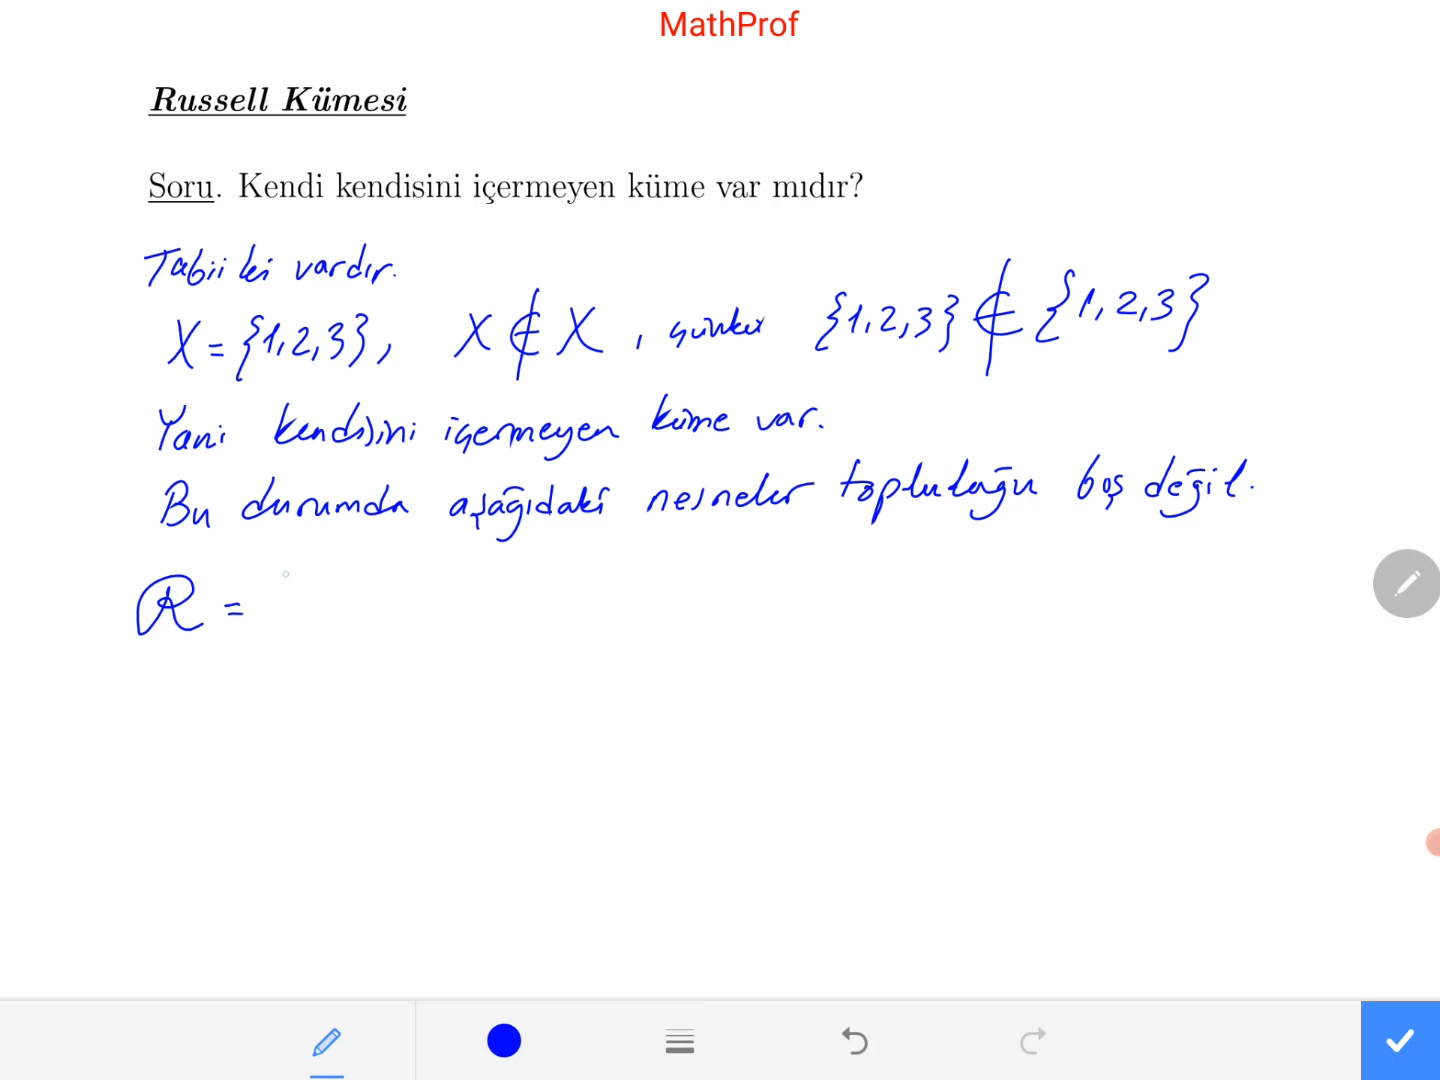 MathProf
Russell Kümesi
Soru. Kendi kendisini içermeyen küme var mıdır?
Tabii ki vardır.
X = {1,2,3}, X ∉ X, çünkü {1,2,3} ∉ {1,2,3}
Yani kendisini içermeyen küme var.
Bu durumda aşağıdaki nesneler topluluğu boş değil.
R =